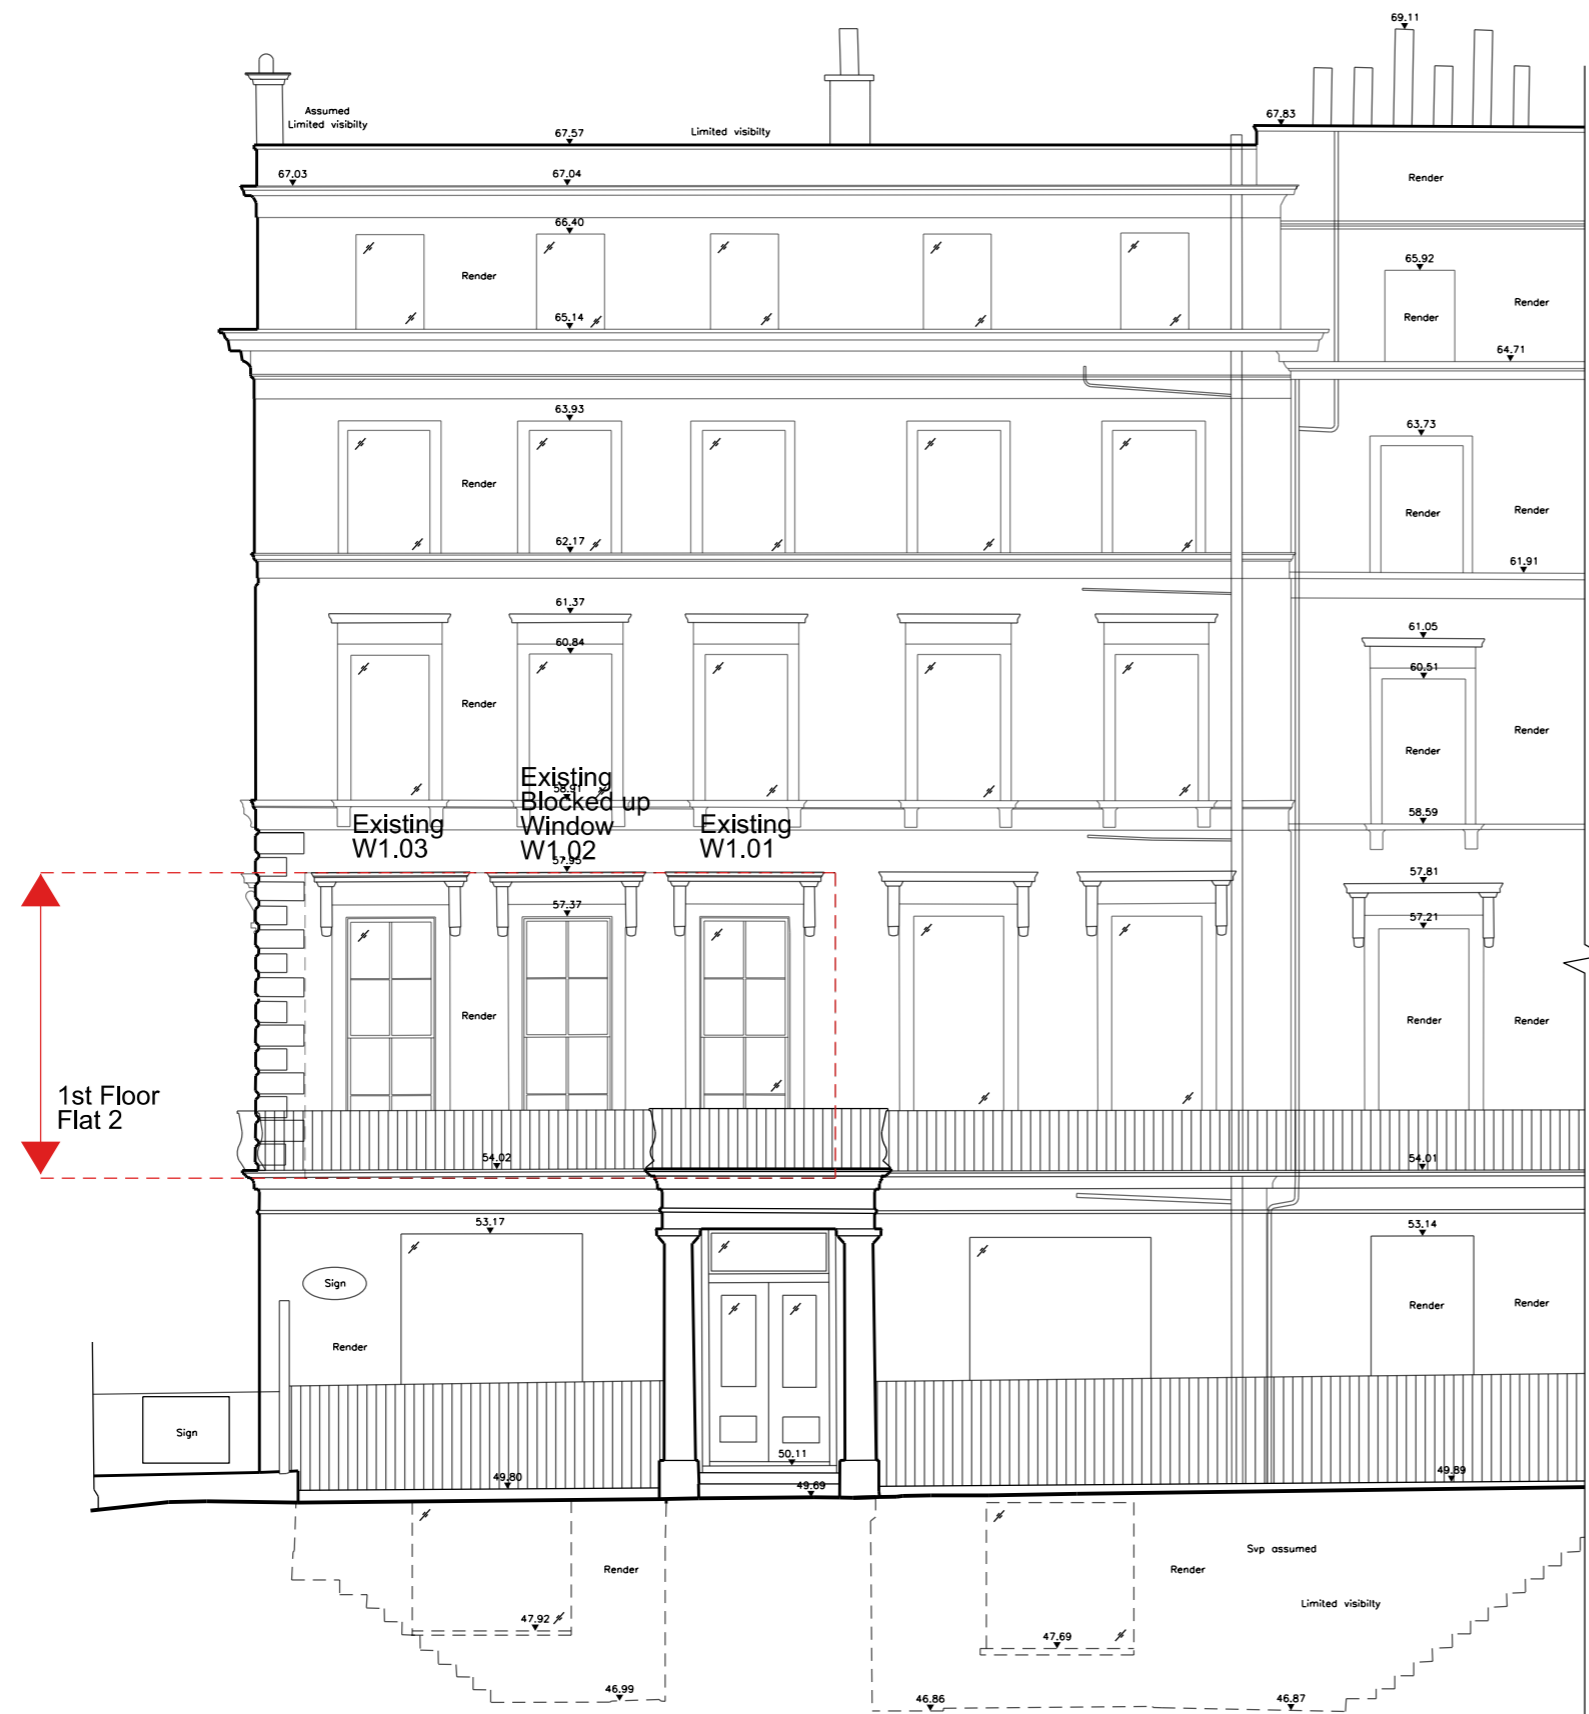 69.11
Assumed
Limited visibilty
67.57
Limited visibilty
67.83
67.03
67.04
Render
66.40
Render
65.92
Render
Render
65.14
64.71
63.93
63.73
Render
Render
Render
62.17
61.91
61.37
61.05
60.84
60.51
Render
Render
Render
Existing
58.91
Blocked up
Window
W1.02
Existing
W1.03
Existing
W1.01
58.59
57.95
57.81
57.37
57.21
Render
Render
Render
1st Floor
Flat 2
54.02
54.01
53.17
53.14
Sign
Render
Render
Render
Sign
50.11
49.80
49.69
49.89
Render
Svp assumed
Render
Limited visibilty
47.92
47.69
46.99
46.86
46.87